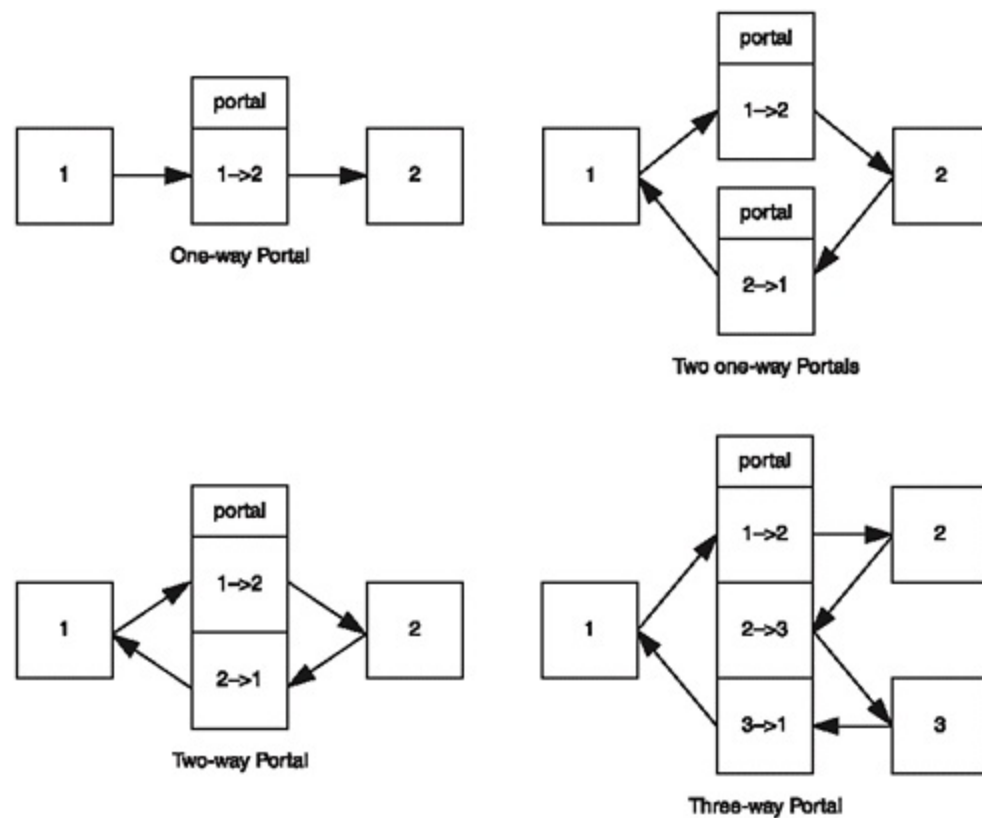 portal
1
1–>2
2
One-way Portal
portal
1
1–>2
2
portal
2–>1
Two one-way Portals
portal
1
1–>2
2
2–>1
Two-way Portal
portal
1–>2
2
1
2–>3
3–>1
3
Three-way Portal